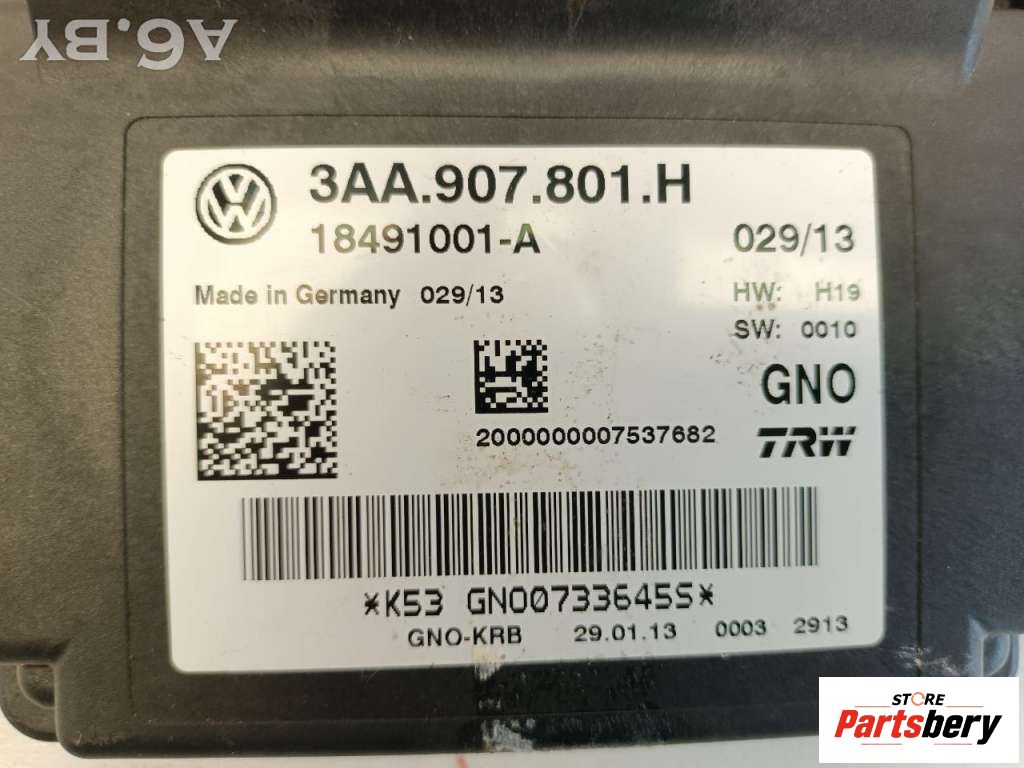 A6.BY
3AA.907.801.H
18491001-A 029/13
Made in Germany 029/13 HW: H19
SW: 0010
GNO
2000000007537682 TRW
*K53 GNO0733645S*
GNO-KRB 29.01.13 0003 2913
STORE
Partsbery